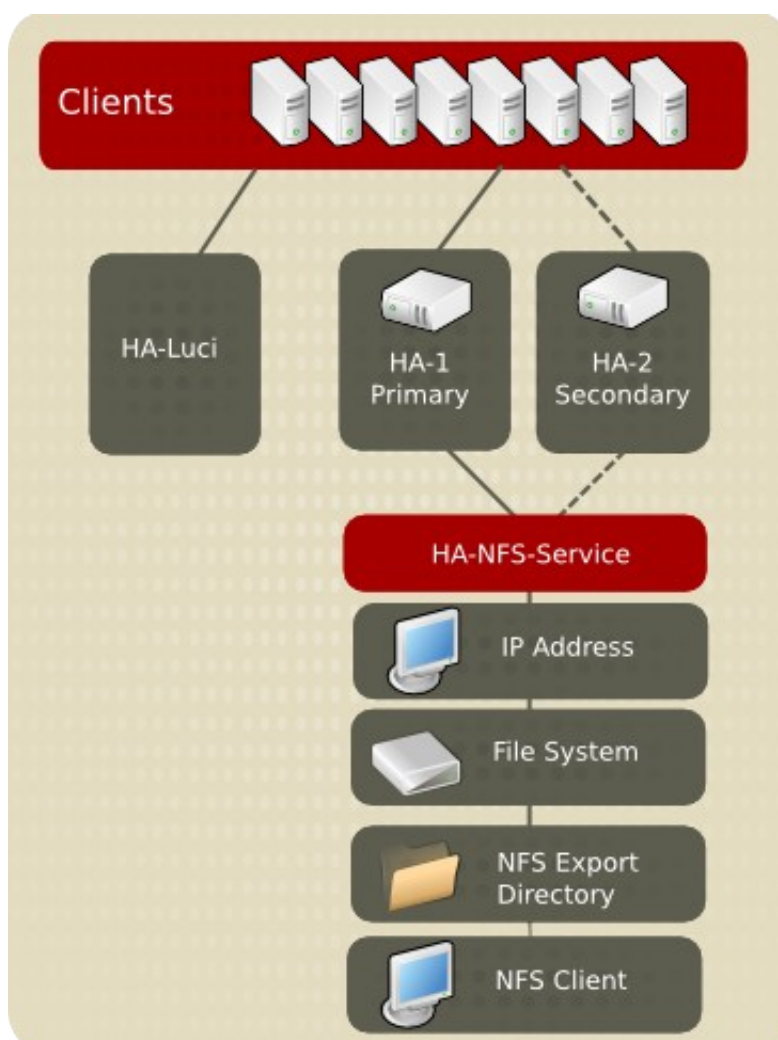 Clients
HA-Luci
HA-1
Primary
HA-2
Secondary
HA-NFS-Service
IP Address
File System
NFS Export
Directory
NFS Client